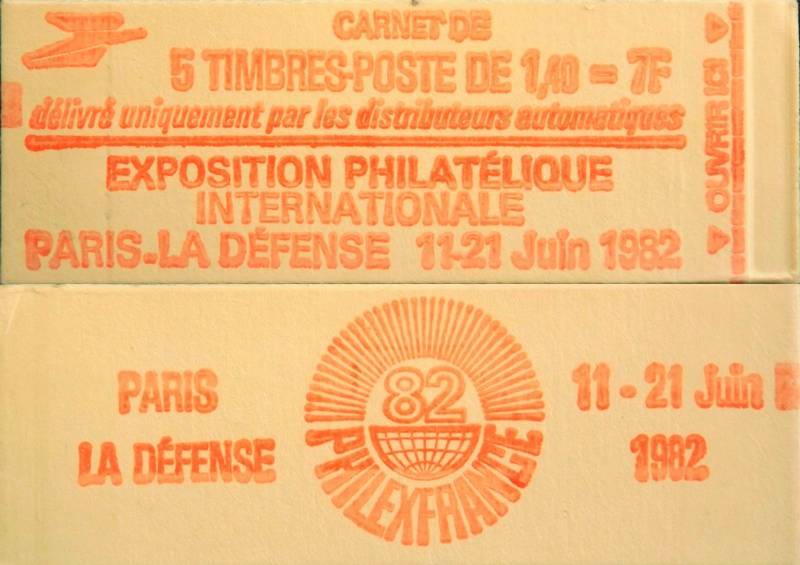 CARNET DE
5 TIMBRES-POSTE DE 1,40 = 7F
délivré uniquement par les distributeurs automatiques
EXPOSITION PHILATÉLIQUE
INTERNATIONALE
PARIS-LA DÉFENSE 11-21 Juin 1982
OUVRIR ICI
PARIS
LA DÉFENSE
82
PHILEXFRANCE
11 - 21 Juin
1982